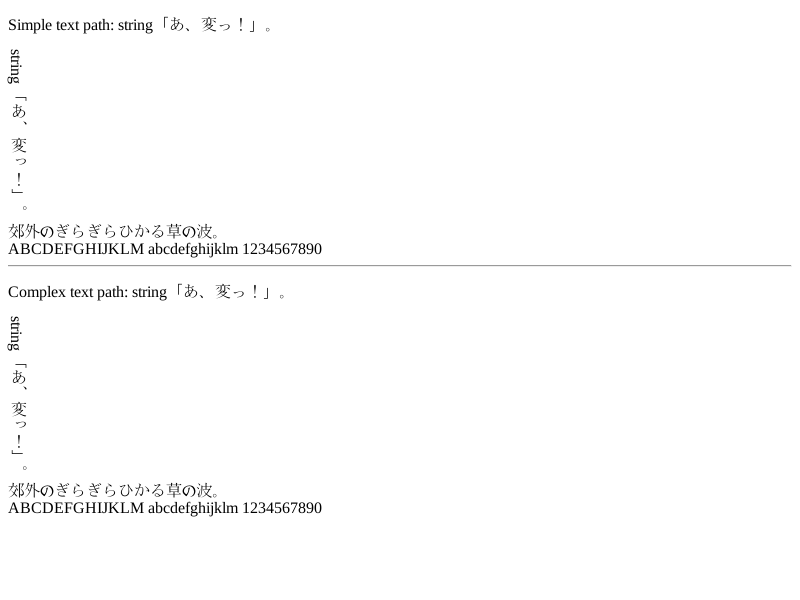 Simple text path: string「あ、変っ！」。
string「あ、変っ！」。
郊外のぎらぎらひかる草の波。
ABCDEFGHIJKLM abcdefghijklm 1234567890
Complex text path: string「あ、変っ！」。
string「あ、変っ！」。
郊外のぎらぎらひかる草の波。
ABCDEFGHIJKLM abcdefghijklm 1234567890